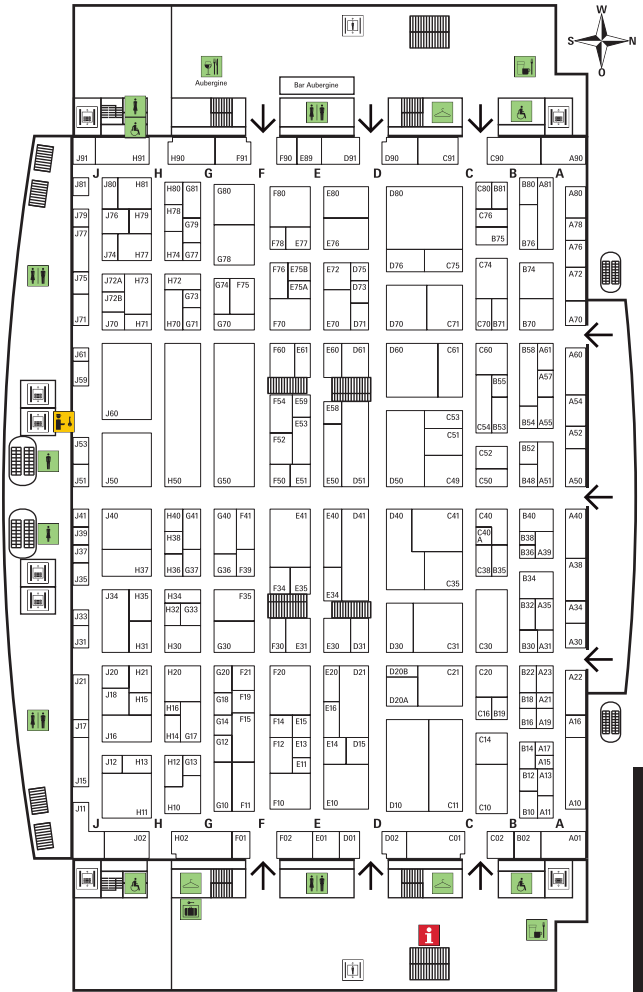 W
S N
O
Aubergine
Bar Aubergine
J91 H91 H90 F91 F90 E89 D91 D90 C91 C90 A90
J H G F E D C B A
J81 J80 H81 H80 G81 G80 F80 E80 D80 C80 B81 B80 A81 A80
J79 J76 H79 H78 G79 C76 A78
J77 J74 H77 H74 G77 G78 F78 E77 E76 D76 C75 B75 B76 A76
J75 J72A H73 H72 G74 F75 F76 E75B E72 D75 C74 B74 A72
J72B G73 E75A D73
J71 J70 H71 H70 G71 G70 F70 E70 D71 D70 C71 C70 B71 B70 A70
J61 F60 E61 E60 D61 D60 C61 C60 B58 A61 A60
J59 B55 A57
J60 F54 E59 E58 A54
J53 F52 E53 C53 C54 B53 B54 A55 A52
C51 C52 B52
J51 J50 H50 G50 F50 E51 D51 D50 C49 C50 B48 A51 A50
J41 J40 H40 G41 G40 F41 E41 E40 D41 D40 C41 C40 B40 A40
J39 H38 C40A B38
J37 H37 H36 G37 G36 F39 C38 B35 B36 A39 A38
J35 F34 E35 E34 C35 B34
J33 J34 H35 H32 G33 F35 B32 A35 A34
J31 H31 H30 G30 F30 E31 E30 D31 D30 C31 C30 B30 A31 A30
J21 J20 H21 H20 G20 F21 F20 E20 D21 D20B C21 C20 B22 A23 A22
J18 H15 H16 G18 F19 E16 D20A B18 A21
J17 J16 H14 G17 G14 F15 F14 E15 C16 B19 B16 A19 A16
J15 J12 H13 H12 G13 G12 F12 E13 E14 D15 C14 B14 A17
E11 A15
B12 A13
J11 H11 H10 G10 F11 F10 E10 D10 C11 C10 B10 A11 A10
J H G F E D C B A
J02 H02 F01 F02 E01 D01 D02 C01 C02 B02 A01
i